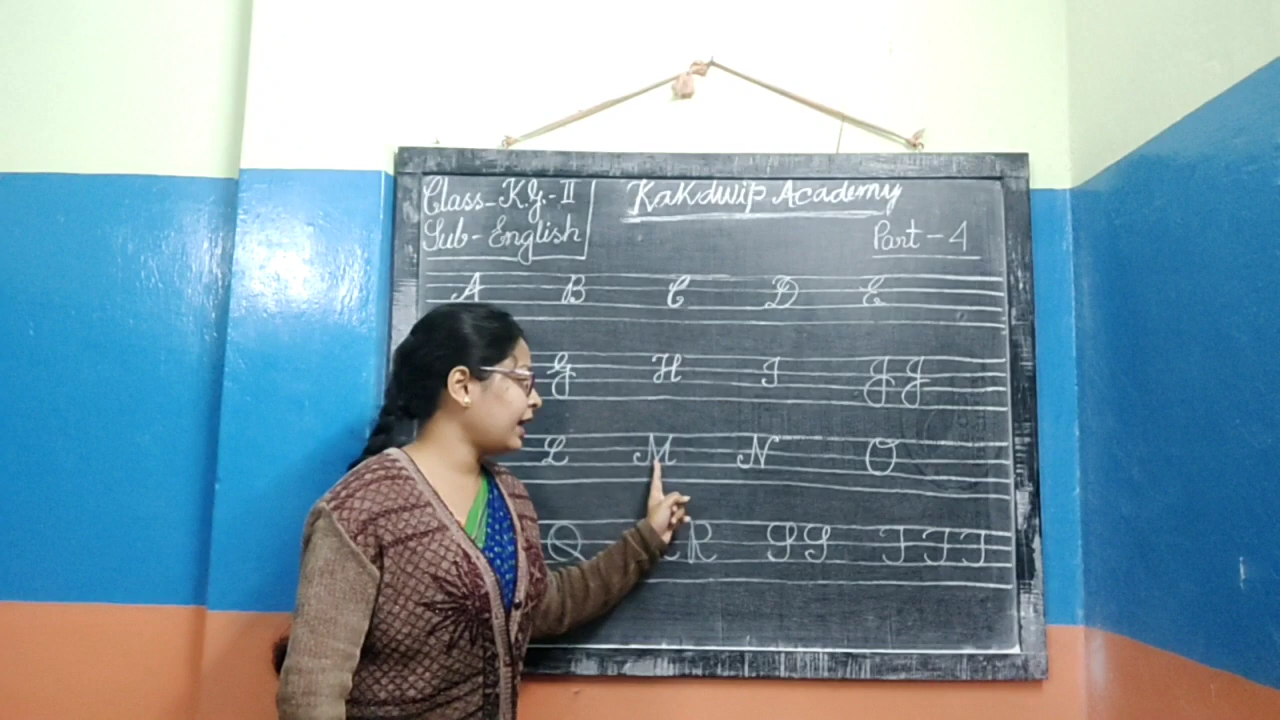 Class-K.G.-II
Sub-English
Kakdwip Academy
Part-4
A B C D E
G H I J J
L M N O
Q R R S S T T T